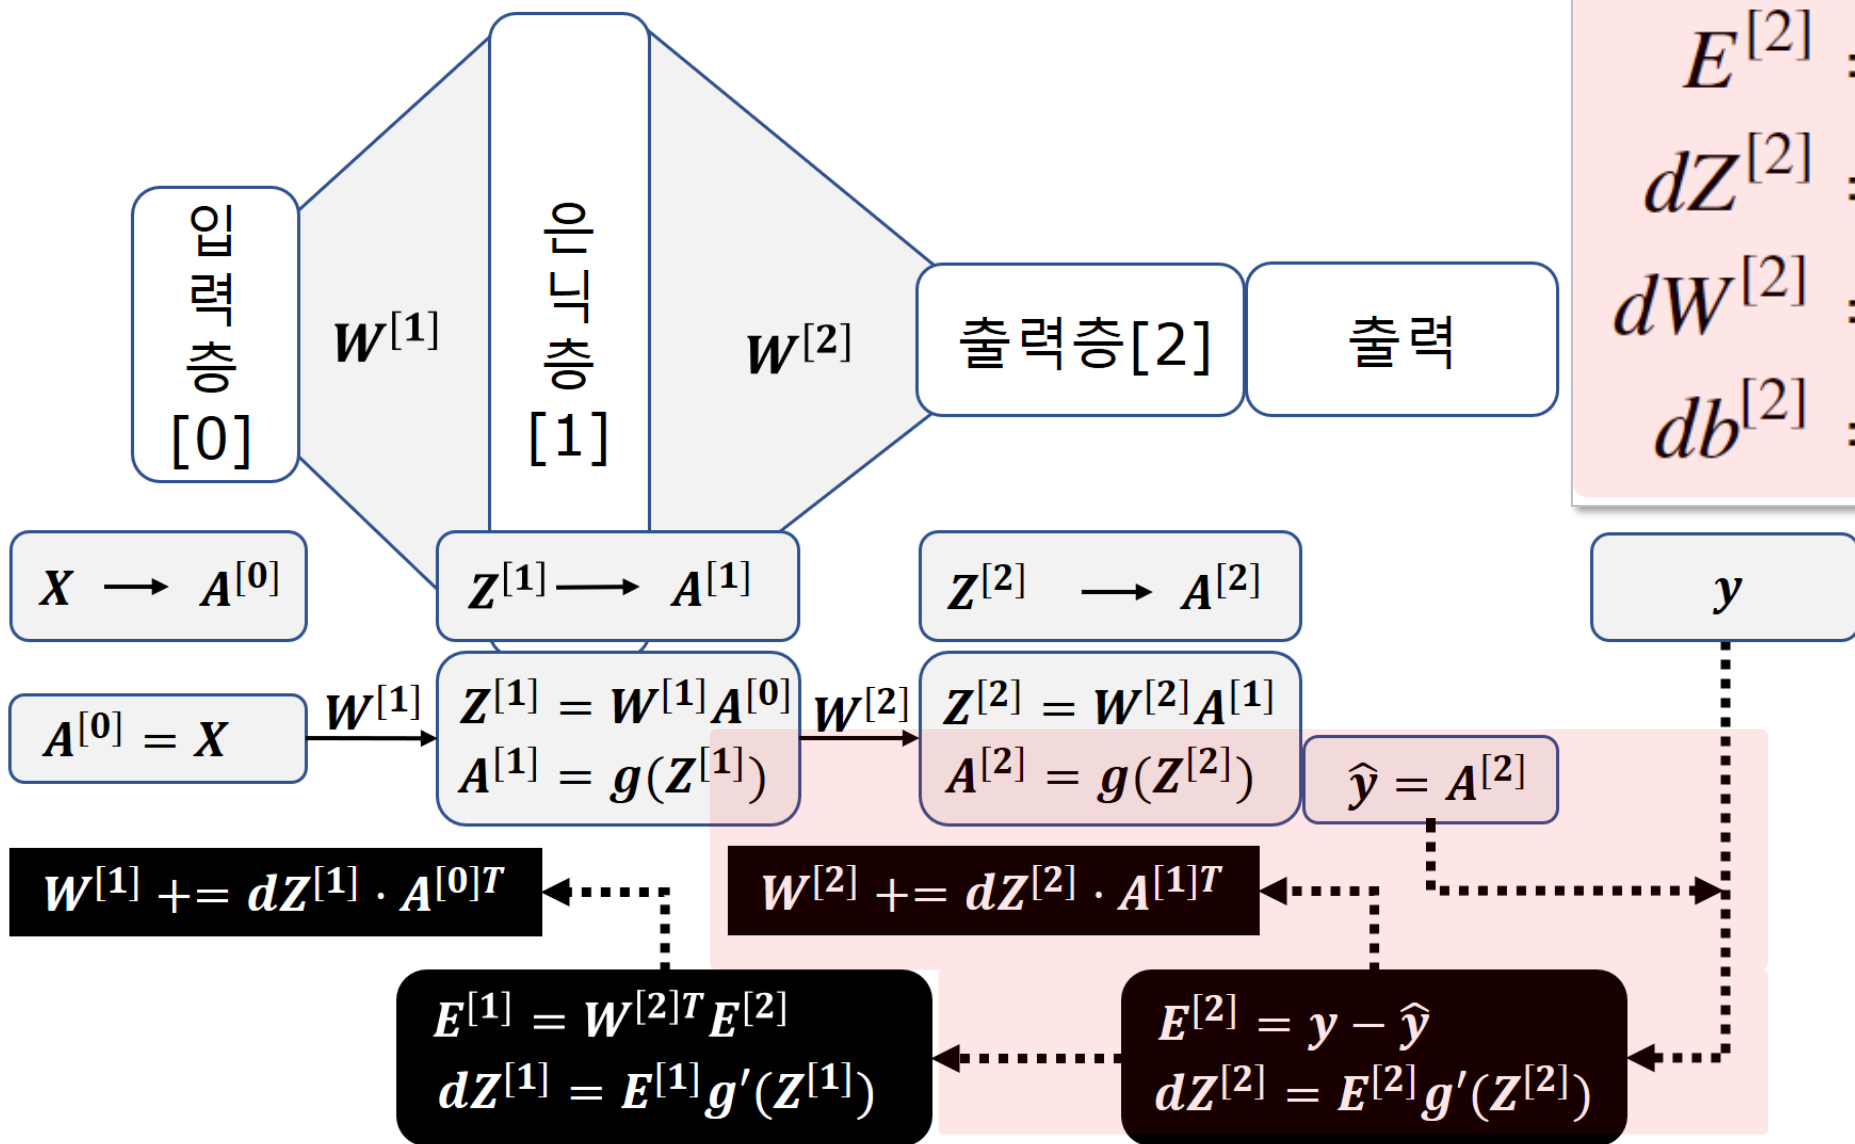 E^[2] =
dZ^[2] =
dW^[2] =
db^[2] =
입력층[0]
W^[1]
은닉층[1]
W^[2]
출력층[2]
출력
X → A^[0]
Z^[1] → A^[1]
Z^[2] → A^[2]
y
A^[0] = X
W^[1]
Z^[1] = W^[1]A^[0]
A^[1] = g(Z^[1])
W^[2]
Z^[2] = W^[2]A^[1]
A^[2] = g(Z^[2])
ŷ = A^[2]
W^[1] += dZ^[1] · A^[0]T
W^[2] += dZ^[2] · A^[1]T
E^[1] = W^[2]T E^[2]
dZ^[1] = E^[1]g′(Z^[1])
E^[2] = y − ŷ
dZ^[2] = E^[2]g′(Z^[2])